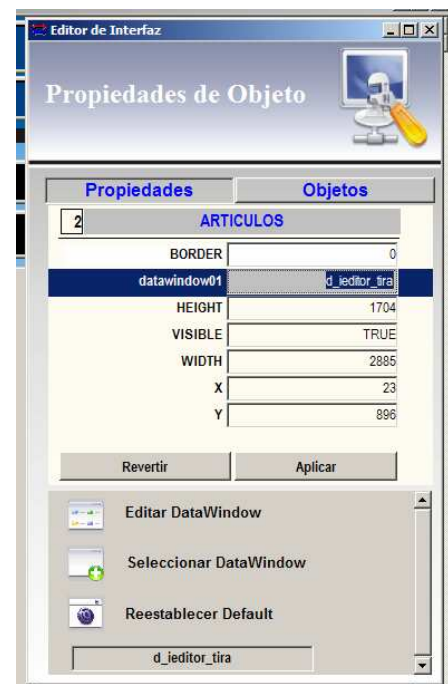 Editor de Interfaz
Propiedades de Objeto
Propiedades Objetos
2 ARTICULOS
BORDER 0
datawindow01 d_ieditor_tira
HEIGHT 1704
VISIBLE TRUE
WIDTH 2885
X 23
Y 896
Revertir Aplicar
Editar DataWindow
Seleccionar DataWindow
Reestablecer Default
d_ieditor_tira